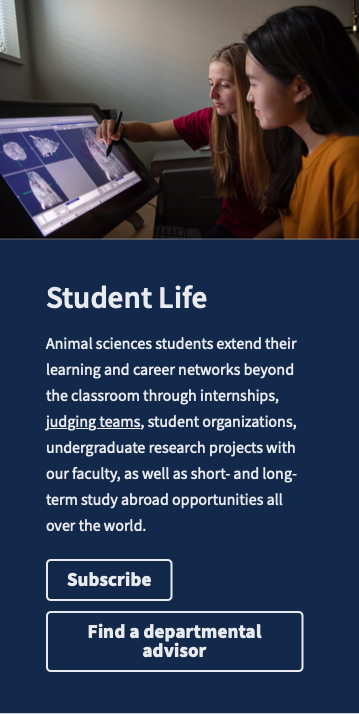 Student Life
Animal sciences students extend their
learning and career networks beyond
the classroom through internships,
judging teams, student organizations,
undergraduate research projects with
our faculty, as well as short- and long-
term study abroad opportunities all
over the world.
Subscribe
Find a departmental
advisor